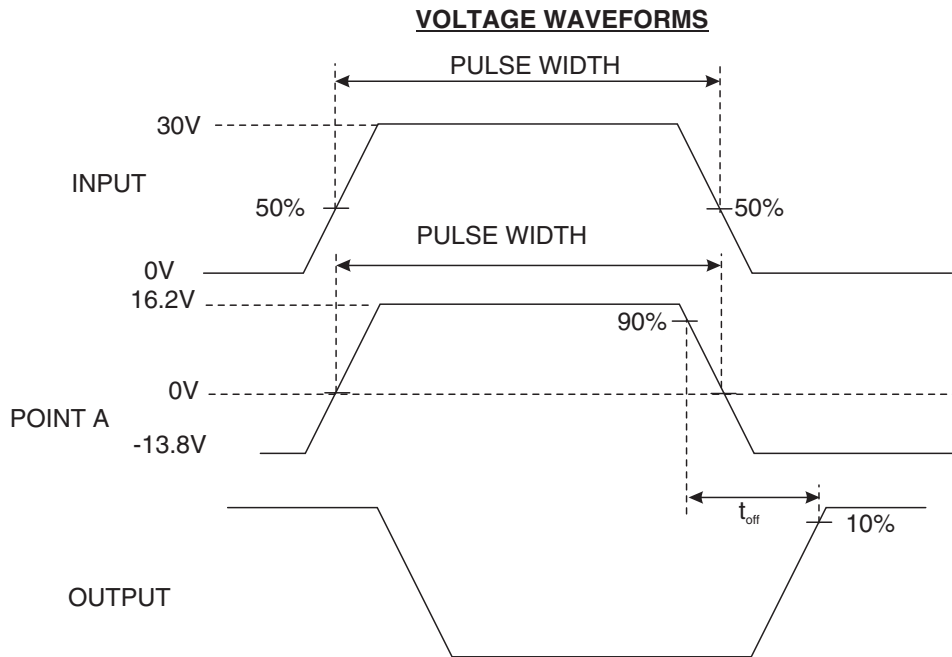 VOLTAGE WAVEFORMS
PULSE WIDTH
30V
INPUT
50%
50%
PULSE WIDTH
0V
16.2V
90%
0V
POINT A
-13.8V
toff
10%
OUTPUT